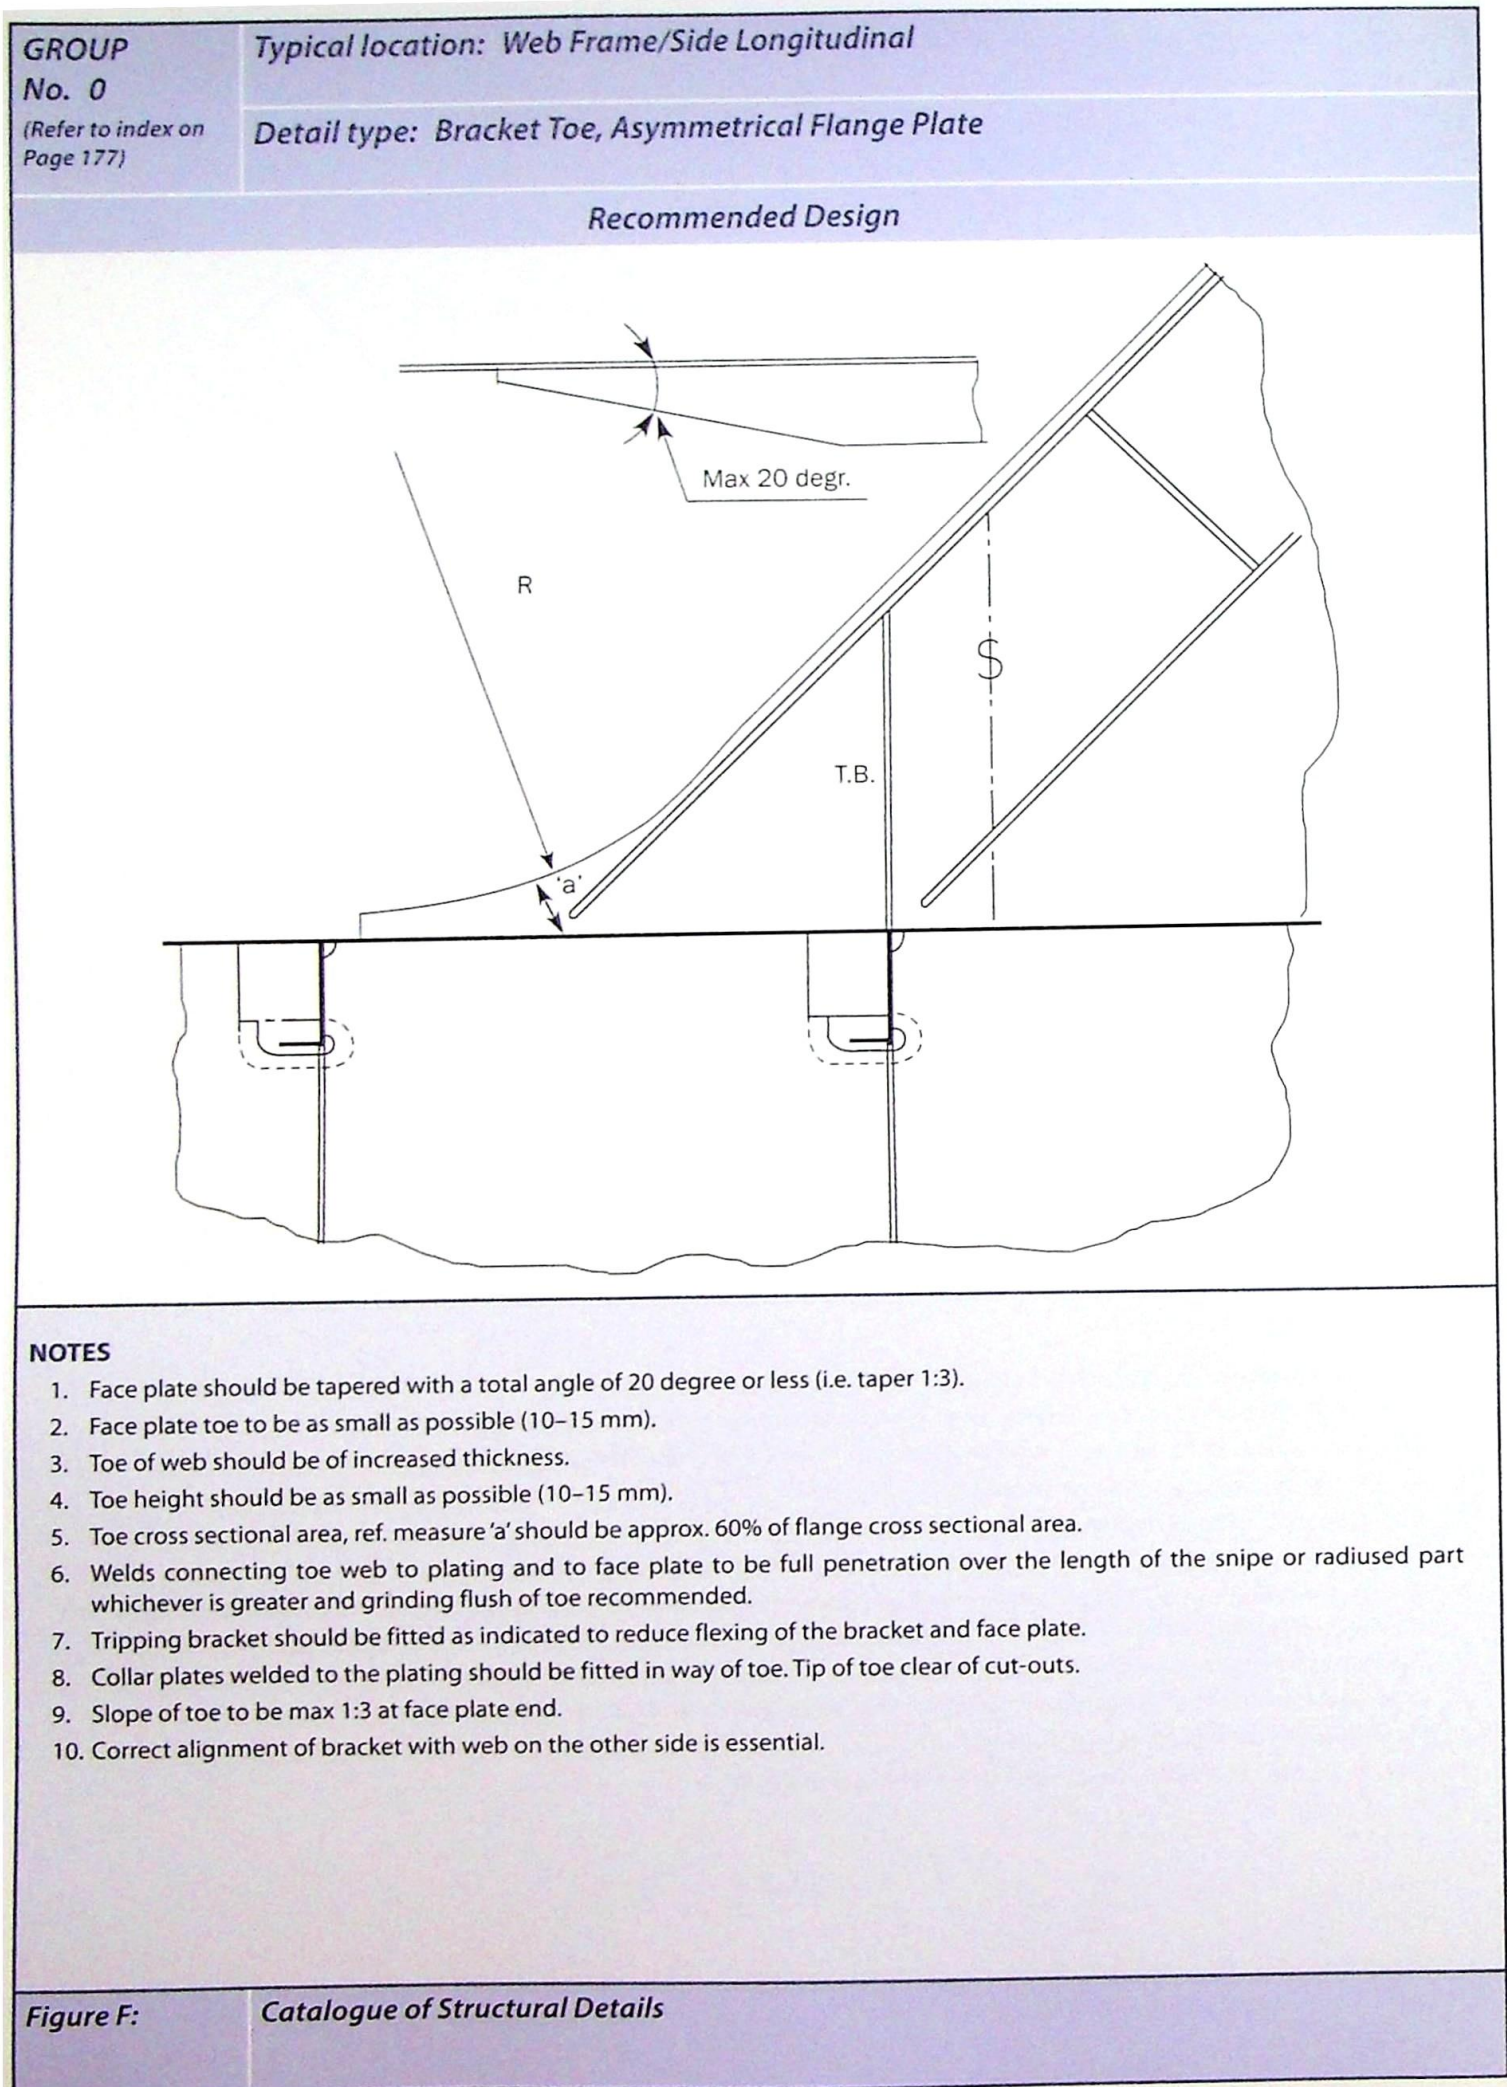 GROUP
No. 0
(Refer to index on
Page 177)
Typical location: Web Frame/Side Longitudinal
Detail type: Bracket Toe, Asymmetrical Flange Plate
Recommended Design
Max 20 degr.
R
S
T.B.
'a'
NOTES
1. Face plate should be tapered with a total angle of 20 degree or less (i.e. taper 1:3).
2. Face plate toe to be as small as possible (10–15 mm).
3. Toe of web should be of increased thickness.
4. Toe height should be as small as possible (10–15 mm).
5. Toe cross sectional area, ref. measure 'a' should be approx. 60% of flange cross sectional area.
6. Welds connecting toe web to plating and to face plate to be full penetration over the length of the snipe or radiused part
whichever is greater and grinding flush of toe recommended.
7. Tripping bracket should be fitted as indicated to reduce flexing of the bracket and face plate.
8. Collar plates welded to the plating should be fitted in way of toe. Tip of toe clear of cut-outs.
9. Slope of toe to be max 1:3 at face plate end.
10. Correct alignment of bracket with web on the other side is essential.
Figure F:
Catalogue of Structural Details